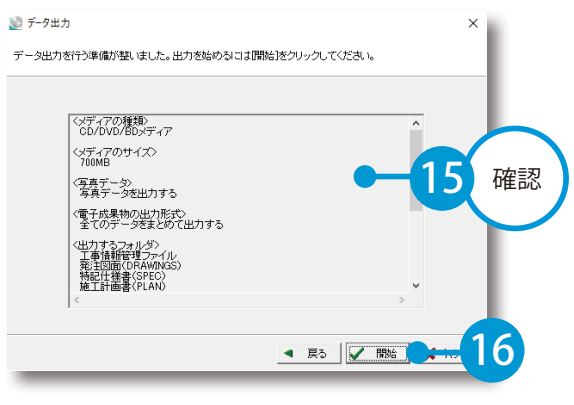 データ出力
データ出力を行う準備が整いました。出力を始めるには[開始]をクリックしてください。
<メディアの種類>
CD/DVD/BDメディア
<メディアのサイズ>
700MB
<写真データ>
写真データを出力する
<電子成果物の出力形式>
全てのデータをまとめて出力する
<出力するフォルダ>
工事情報管理ファイル
発注図面(DRAWINGS)
特記仕様書(SPEC)
施工計画書(PLAN)
15 確認
戻る 開始 16